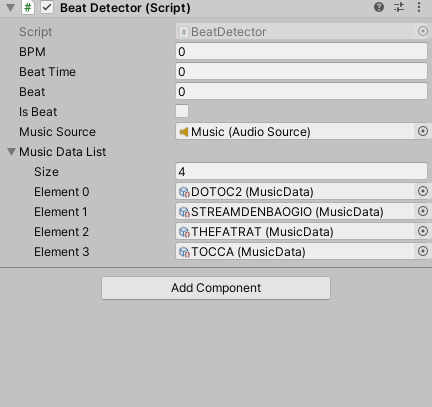 Beat Detector (Script)
Script BeatDetector
BPM 0
Beat Time 0
Beat 0
Is Beat
Music Source Music (Audio Source)
Music Data List
Size 4
Element 0 DOTOC2 (MusicData)
Element 1 STREAMDENBAOGIO (MusicData)
Element 2 THEFATRAT (MusicData)
Element 3 TOCCA (MusicData)
Add Component